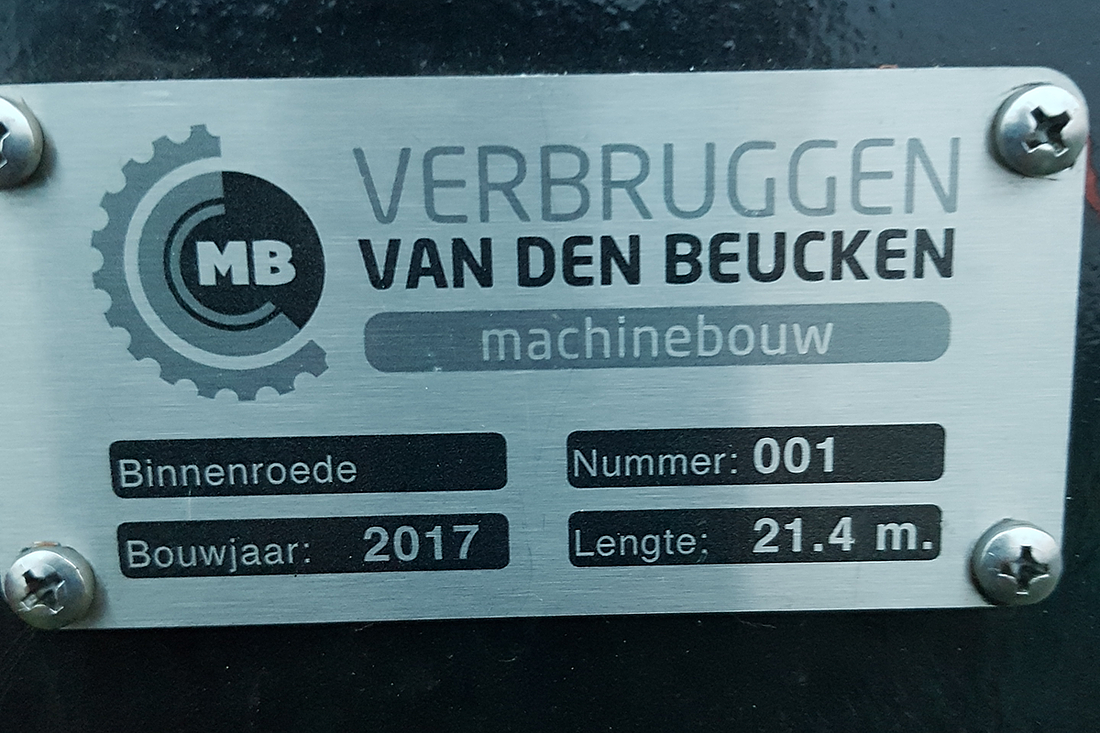 MB
VERBRUGGEN
VAN DEN BEUCKEN
machinebouw
Binnenroede
Nummer: 001
Bouwjaar: 2017
Lengte: 21.4 m.